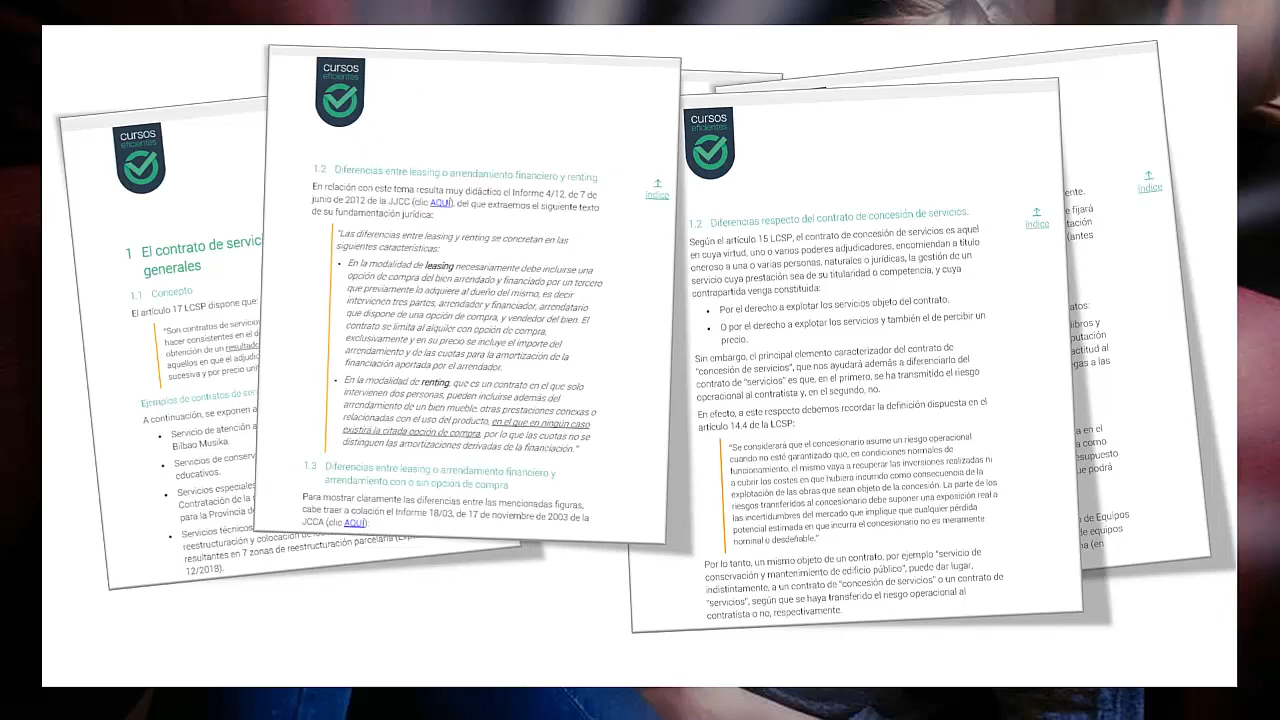 cursos
eficientes
1 El contrato de servici
generales
1.1 Concepto
El artículo 17 LCSP dispone que:
"Son contratos de servicios
hacer consistentes en el d
obtención de un resultado
aquellos en que el adjudic
sucesiva y por precio uni
Ejemplos de contratos de ser
A continuación, se exponen a
• Servicio de atención a
Bilbao Musika.
• Servicios de conserv
educativos.
• Servicios especiales
Contratación de la
para la Provincia de
• Servicios técnicos
reestructuración y colocación de
resultantes en 7 zonas de reestructuración parcelaria
12/2018).
cursos
eficientes
1.2 Diferencias entre leasing o arrendamiento financiero y renting
En relación con este tema resulta muy didáctico el Informe 4/12, de 7 de
junio de 2012 de la JJCC (clic AQUÍ), del que extraemos el siguiente texto
de su fundamentación jurídica:
"Las diferencias entre leasing y renting se concretan en las
siguientes características:
• En la modalidad de leasing necesariamente debe incluirse una
opción de compra del bien arrendado y financiado por un tercero
que previamente lo adquiere al dueño del mismo, es decir
intervienen tres partes, arrendador y financiador, arrendatario
que dispone de una opción de compra, y vendedor del bien. El
contrato se limita al alquiler con opción de compra,
exclusivamente y en su precio se incluye el importe del
arrendamiento y de las cuotas para la amortización de la
financiación aportada por el arrendador.
• En la modalidad de renting, que es un contrato en el que solo
intervienen dos personas, pueden incluirse además del
arrendamiento de un bien mueble, otras prestaciones conexas o
relacionadas con el uso del producto, en el que en ningún caso
existirá la citada opción de compra, por lo que las cuotas no se
distinguen las amortizaciones derivadas de la financiación."
1.3 Diferencias entre leasing o arrendamiento financiero y
arrendamiento con o sin opción de compra
Para mostrar claramente las diferencias entre las mencionadas figuras,
cabe traer a colación el Informe 18/03, de 17 de noviembre de 2003 de la
JCCA (clic AQUÍ):
↑
índice
cursos
eficientes
1.2 Diferencias respecto del contrato de concesión de servicios.
Según el artículo 15 LCSP, el contrato de concesión de servicios es aquel
en cuya virtud, uno o varios poderes adjudicadores, encomiendan a título
oneroso a una o varias personas, naturales o jurídicas, la gestión de un
servicio cuya prestación sea de su titularidad o competencia, y cuya
contrapartida venga constituida:
• Por el derecho a explotar los servicios objeto del contrato.
• O por el derecho a explotar los servicios y también el de percibir un
precio.
Sin embargo, el principal elemento caracterizador del contrato de
"concesión de servicios", que nos ayudará además a diferenciarlo del
contrato de "servicios" es que, en el primero, se ha transmitido el riesgo
operacional al contratista y, en el segundo, no.
En efecto, a este respecto debemos recordar la definición dispuesta en el
artículo 14.4 de la LCSP:
"Se considerará que el concesionario asume un riesgo operacional
cuando no esté garantizado que, en condiciones normales de
funcionamiento, el mismo vaya a recuperar las inversiones realizadas ni
a cubrir los costes en que hubiera incurrido como consecuencia de la
explotación de las obras que sean objeto de la concesión. La parte de los
riesgos transferidos al concesionario debe suponer una exposición real a
las incertidumbres del mercado que implique que cualquier pérdida
potencial estimada en que incurra el concesionario no es meramente
nominal o desdeñable."
Por lo tanto, un mismo objeto de un contrato, por ejemplo "servicio de
conservación y mantenimiento de edificio público", puede dar lugar,
indistintamente, a un contrato de "concesión de servicios" o un contrato de
"servicios", según que se haya transferido el riesgo operacional al
contratista o no, respectivamente.
↑
índice
ente.
e fijará
tación
(antes
↑
índice
atos:
libros y
putación
actitud al
egas a las
a en el
a como
esupuesto
ue podrá
o de Equipos
e equipos
na (en